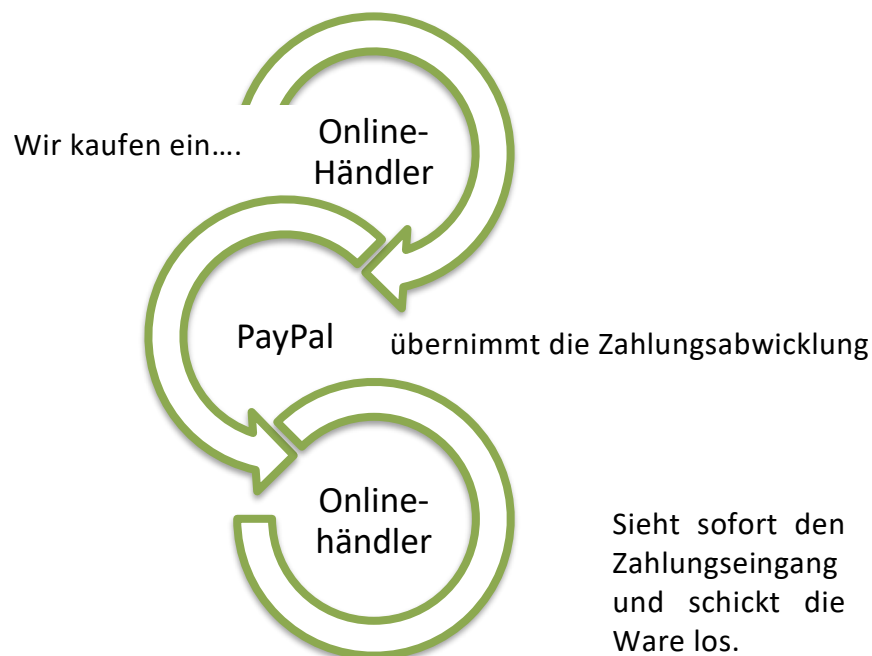 Wir kaufen ein....
Online-
Händler
PayPal
übernimmt die Zahlungsabwicklung
Online-
händler
Sieht sofort den
Zahlungseingang
und schickt die
Ware los.